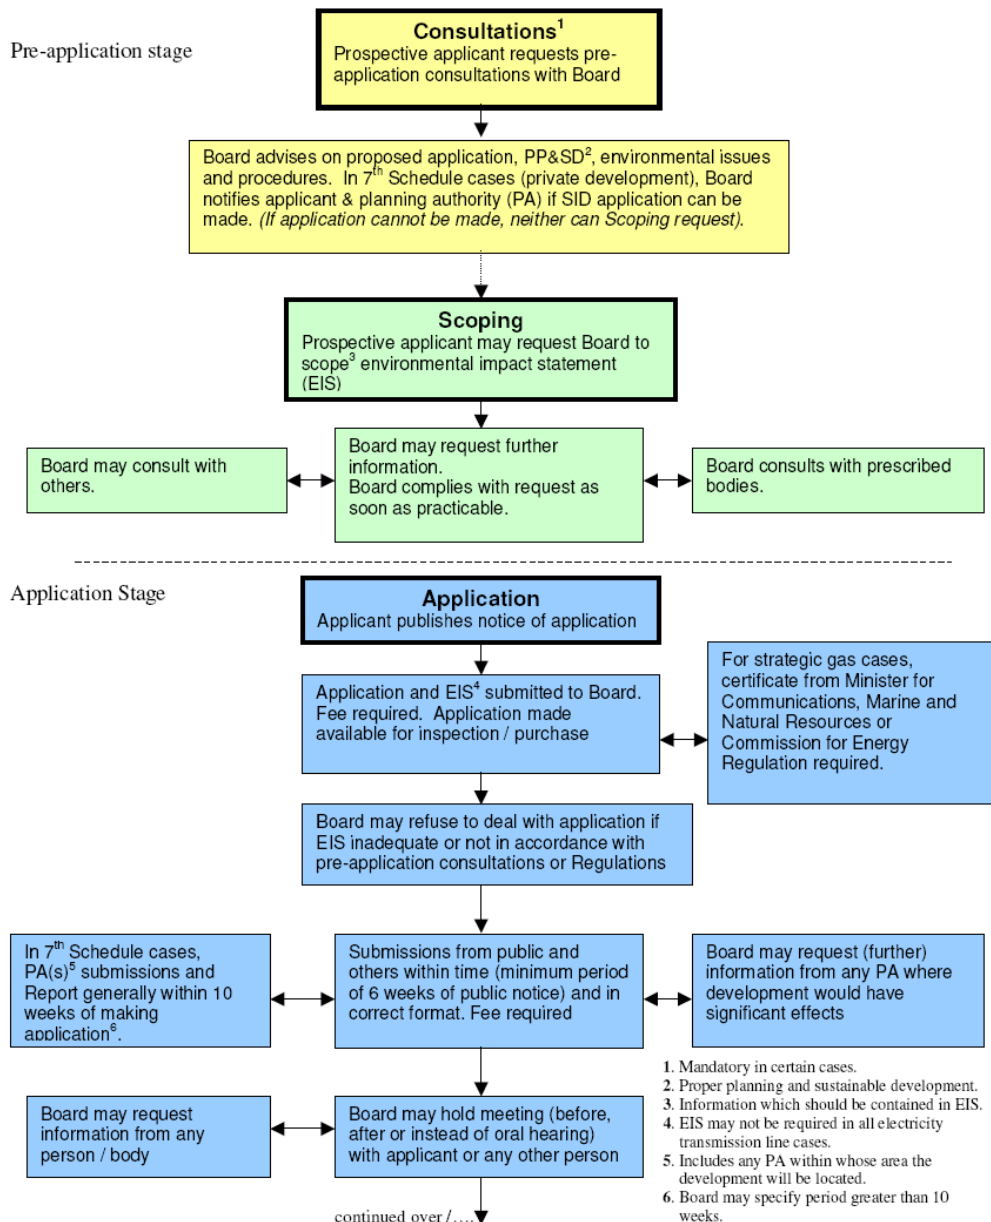 Pre-application stage
Consultations¹
Prospective applicant requests pre-
application consultations with Board
Board advises on proposed application, PP&SD², environmental issues
and procedures. In 7th Schedule cases (private development), Board
notifies applicant & planning authority (PA) if SID application can be
made. (If application cannot be made, neither can Scoping request).
Scoping
Prospective applicant may request Board to
scope³ environmental impact statement
(EIS)
Board may consult with
others.
Board may request further
information.
Board complies with request as
soon as practicable.
Board consults with prescribed
bodies.
Application Stage
Application
Applicant publishes notice of application
Application and EIS⁴ submitted to Board.
Fee required. Application made
available for inspection / purchase
For strategic gas cases,
certificate from Minister for
Communications, Marine and
Natural Resources or
Commission for Energy
Regulation required.
Board may refuse to deal with application if
EIS inadequate or not in accordance with
pre-application consultations or Regulations
In 7th Schedule cases,
PA(s)⁵ submissions and
Report generally within 10
weeks of making
application⁶.
Submissions from public and
others within time (minimum period
of 6 weeks of public notice) and in
correct format. Fee required
Board may request (further)
information from any PA where
development would have
significant effects
Board may request
information from any
person / body
Board may hold meeting (before,
after or instead of oral hearing)
with applicant or any other person
1. Mandatory in certain cases.
2. Proper planning and sustainable development.
3. Information which should be contained in EIS.
4. EIS may not be required in all electricity
transmission line cases.
5. Includes any PA within whose area the
development will be located.
6. Board may specify period greater than 10
weeks.
continued over /….